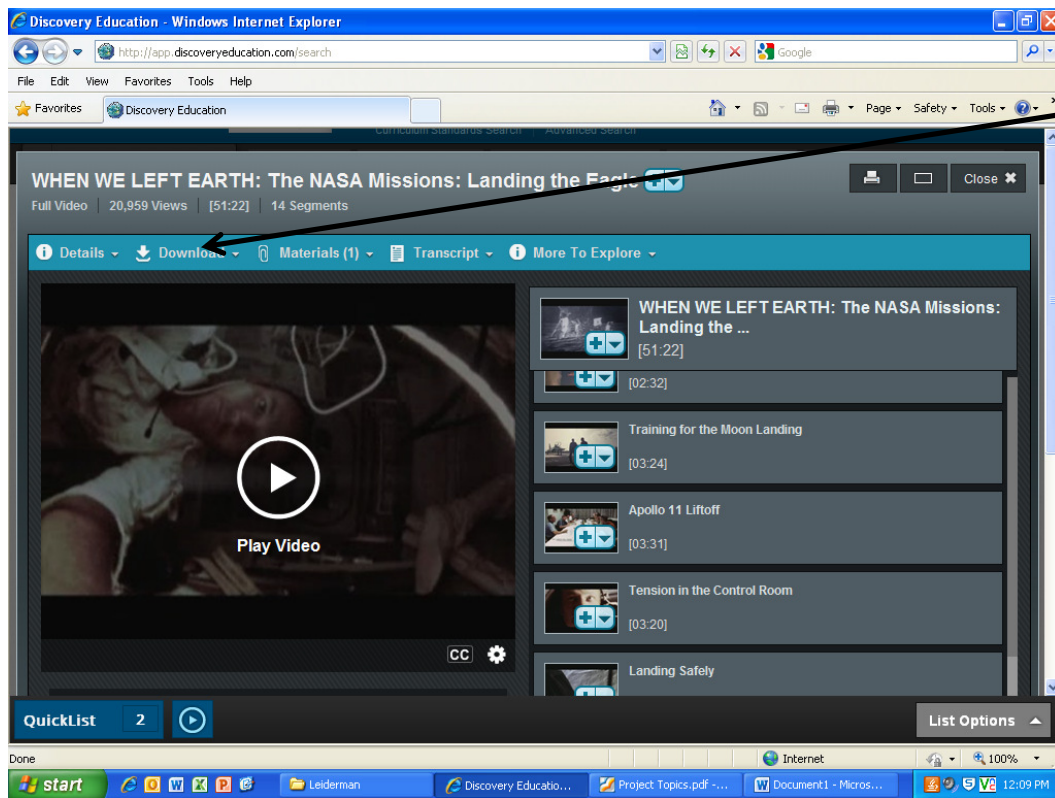 Discovery Education - Windows Internet Explorer
http://app.discoveryeducation.com/search
Google
File Edit View Favorites Tools Help
Favorites Discovery Education Page Safety Tools
Curriculum Standards Search | Advanced Search
WHEN WE LEFT EARTH: The NASA Missions: Landing the Eagle
Close
Full Video | 20,959 Views | [51:22] | 14 Segments
Details Download Materials (1) Transcript More To Explore
WHEN WE LEFT EARTH: The NASA Missions:
Landing the ...
[51:22]
[02:32]
Training for the Moon Landing
[03:24]
Apollo 11 Liftoff
[03:31]
Play Video
Tension in the Control Room
[03:20]
CC
Landing Safely
QuickList 2
List Options
Done Internet 100%
start Leiderman Discovery Educatio... Project Topics.pdf -... Document1 - Micros... 12:09 PM